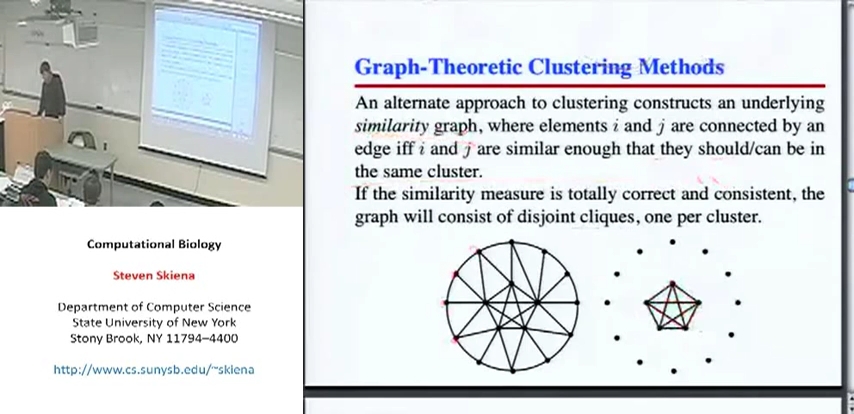 Graph-Theoretic Clustering Methods
An alternate approach to clustering constructs an underlying
similarity graph, where elements i and j are connected by an
edge iff i and j are similar enough that they should/can be in
the same cluster.
If the similarity measure is totally correct and consistent, the
graph will consist of disjoint cliques, one per cluster.
Computational Biology
Steven Skiena
Department of Computer Science
State University of New York
Stony Brook, NY 11794–4400
http://www.cs.sunysb.edu/~skiena